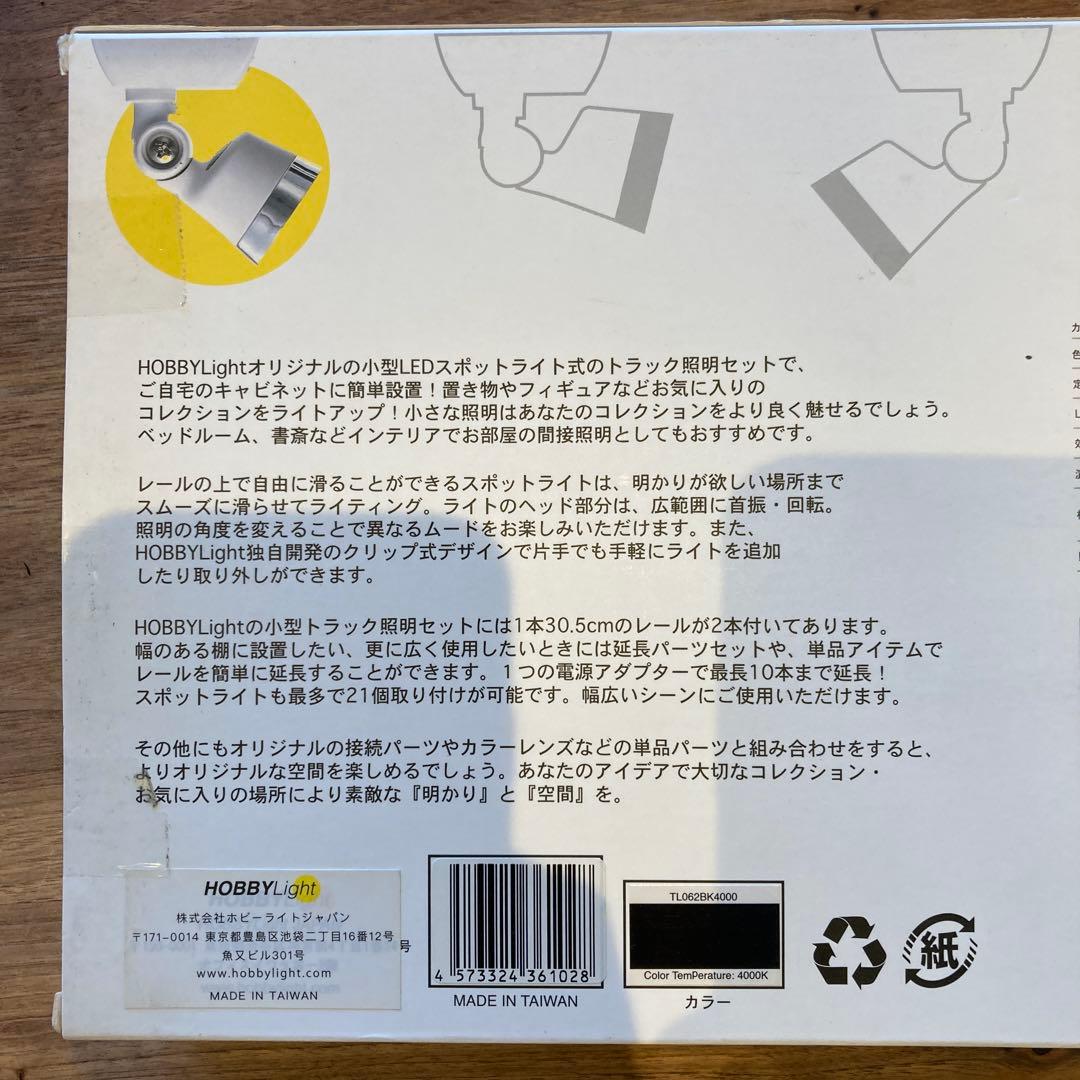 HOBBYLightオリジナルの小型LEDスポットライト式のトラック照明セットで、
ご自宅のキャビネットに簡単設置！置き物やフィギュアなどお気に入りの
コレクションをライトアップ！小さな照明はあなたのコレクションをより良く魅せるでしょう。
ベッドルーム、書斎などインテリアでお部屋の間接照明としてもおすすめです。
レールの上で自由に滑ることができるスポットライトは、明かりが欲しい場所まで
スムーズに滑らせてライティング。ライトのヘッド部分は、広範囲に首振・回転。
照明の角度を変えることで異なるムードをお楽しみいただけます。また、
HOBBYLight独自開発のクリップ式デザインで片手でも手軽にライトを追加
したり取り外しができます。
HOBBYLightの小型トラック照明セットには1本30.5cmのレールが2本付いてあります。
幅のある棚に設置したい、更に広く使用したいときには延長パーツセットや、単品アイテムで
レールを簡単に延長することができます。１つの電源アダプターで最長10本まで延長！
スポットライトも最多で21個取り付けが可能です。幅広いシーンにご使用いただけます。
その他にもオリジナルの接続パーツやカラーレンズなどの単品パーツと組み合わせをすると、
よりオリジナルな空間を楽しめるでしょう。あなたのアイデアで大切なコレクション・
お気に入りの場所により素敵な『明かり』と『空間』を。
HOBBYLight
株式会社ホビーライトジャパン
〒171-0014 東京都豊島区池袋二丁目16番12号
魚又ビル301号
www.hobbylight.com
MADE IN TAIWAN
号
4 573324 361028
MADE IN TAIWAN
TL062BK4000
Color TemPerature: 4000K
カラー
紙
カ
色
定